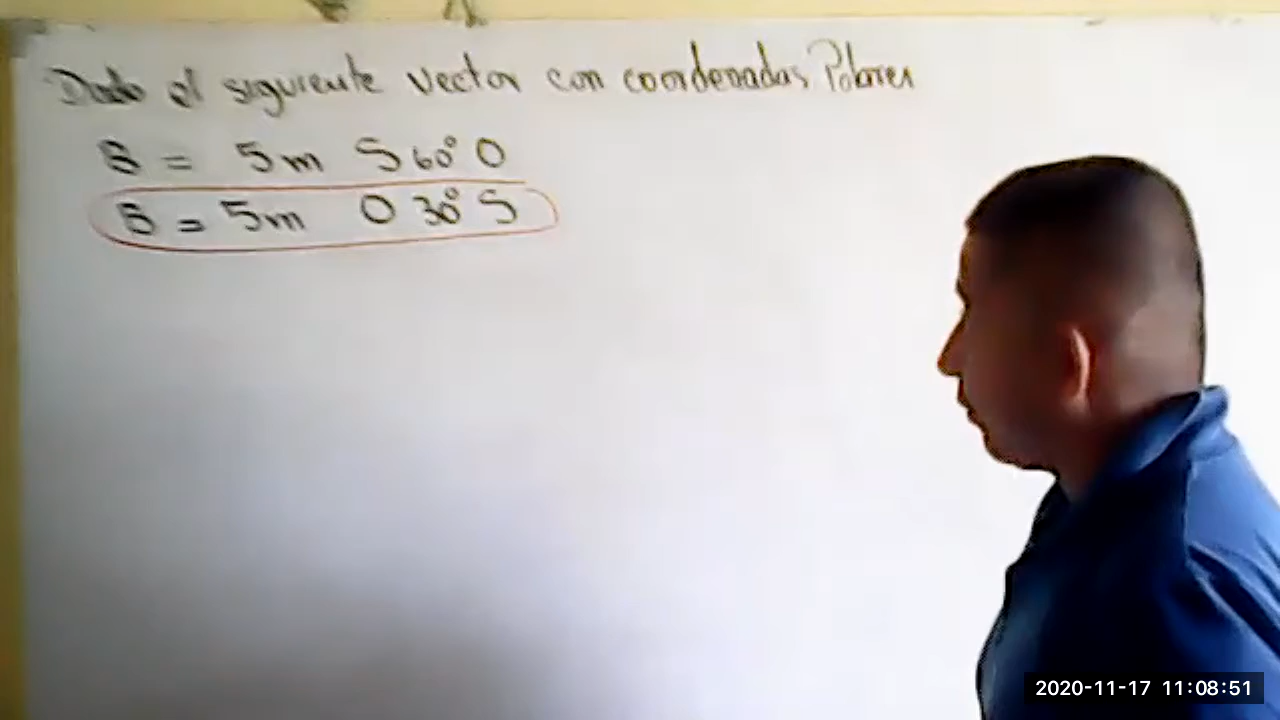 Dado el siguiente vector con coordenadas Polares
B = 5m S 60° O
B = 5m O 30° S
2020-11-17 11:08:51